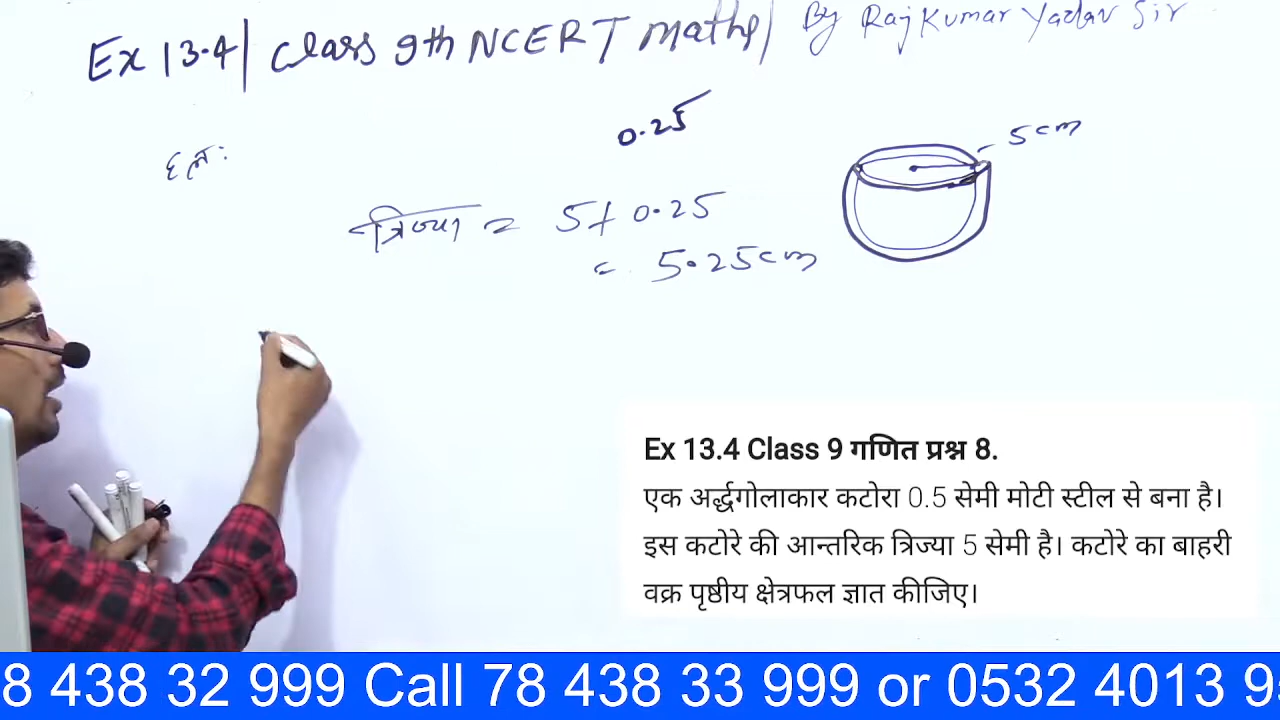 Ex 13.4 | Class 9th NCERT maths | By Raj Kumar Yadav Sir
0.25
5cm
हल:
त्रिज्या = 5 + 0.25
= 5.25cm
Ex 13.4 Class 9 गणित प्रश्न 8.
एक अर्द्धगोलाकार कटोरा 0.5 सेमी मोटी स्टील से बना है।
इस कटोरे की आन्तरिक त्रिज्या 5 सेमी है। कटोरे का बाहरी
वक्र पृष्ठीय क्षेत्रफल ज्ञात कीजिए।
8 438 32 999 Call 78 438 33 999 or 0532 4013 9